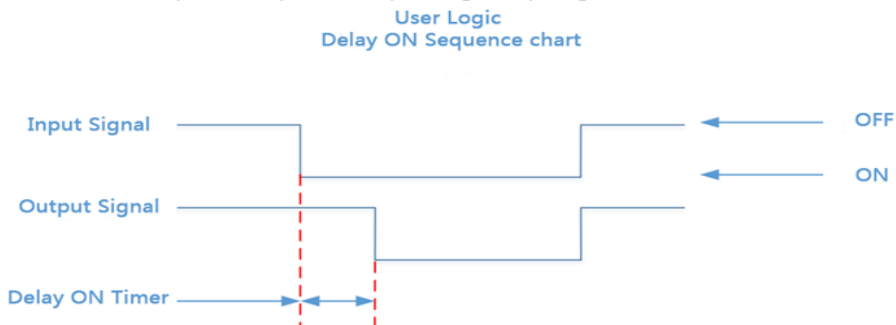 User Logic
Delay ON Sequence chart
Input Signal
OFF
ON
Output Signal
Delay ON Timer